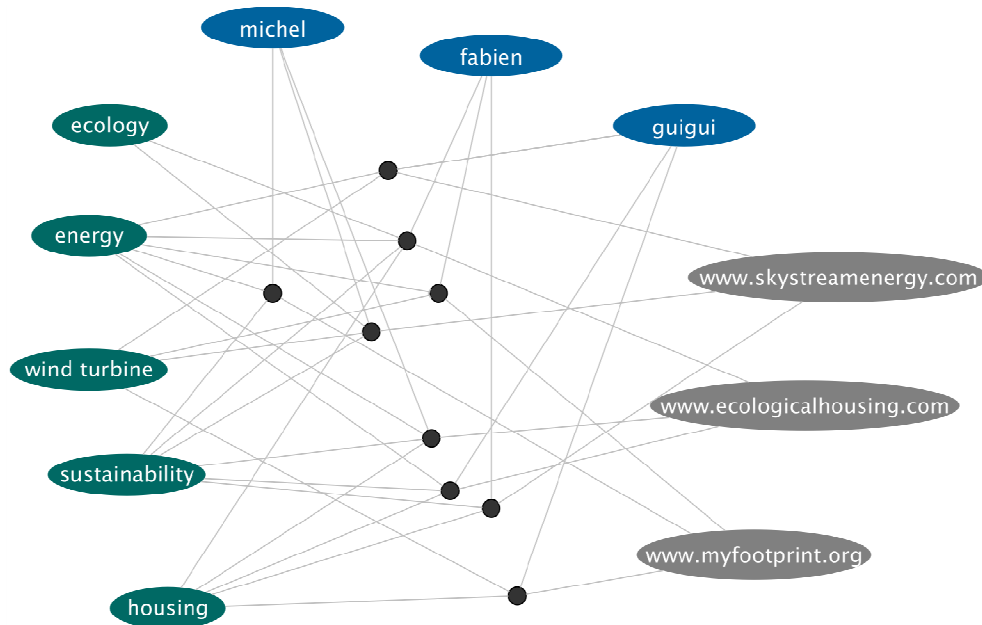 michel
fabien
ecology
guigui
energy
www.skystreamenergy.com
wind turbine
www.ecologicalhousing.com
sustainability
www.myfootprint.org
housing